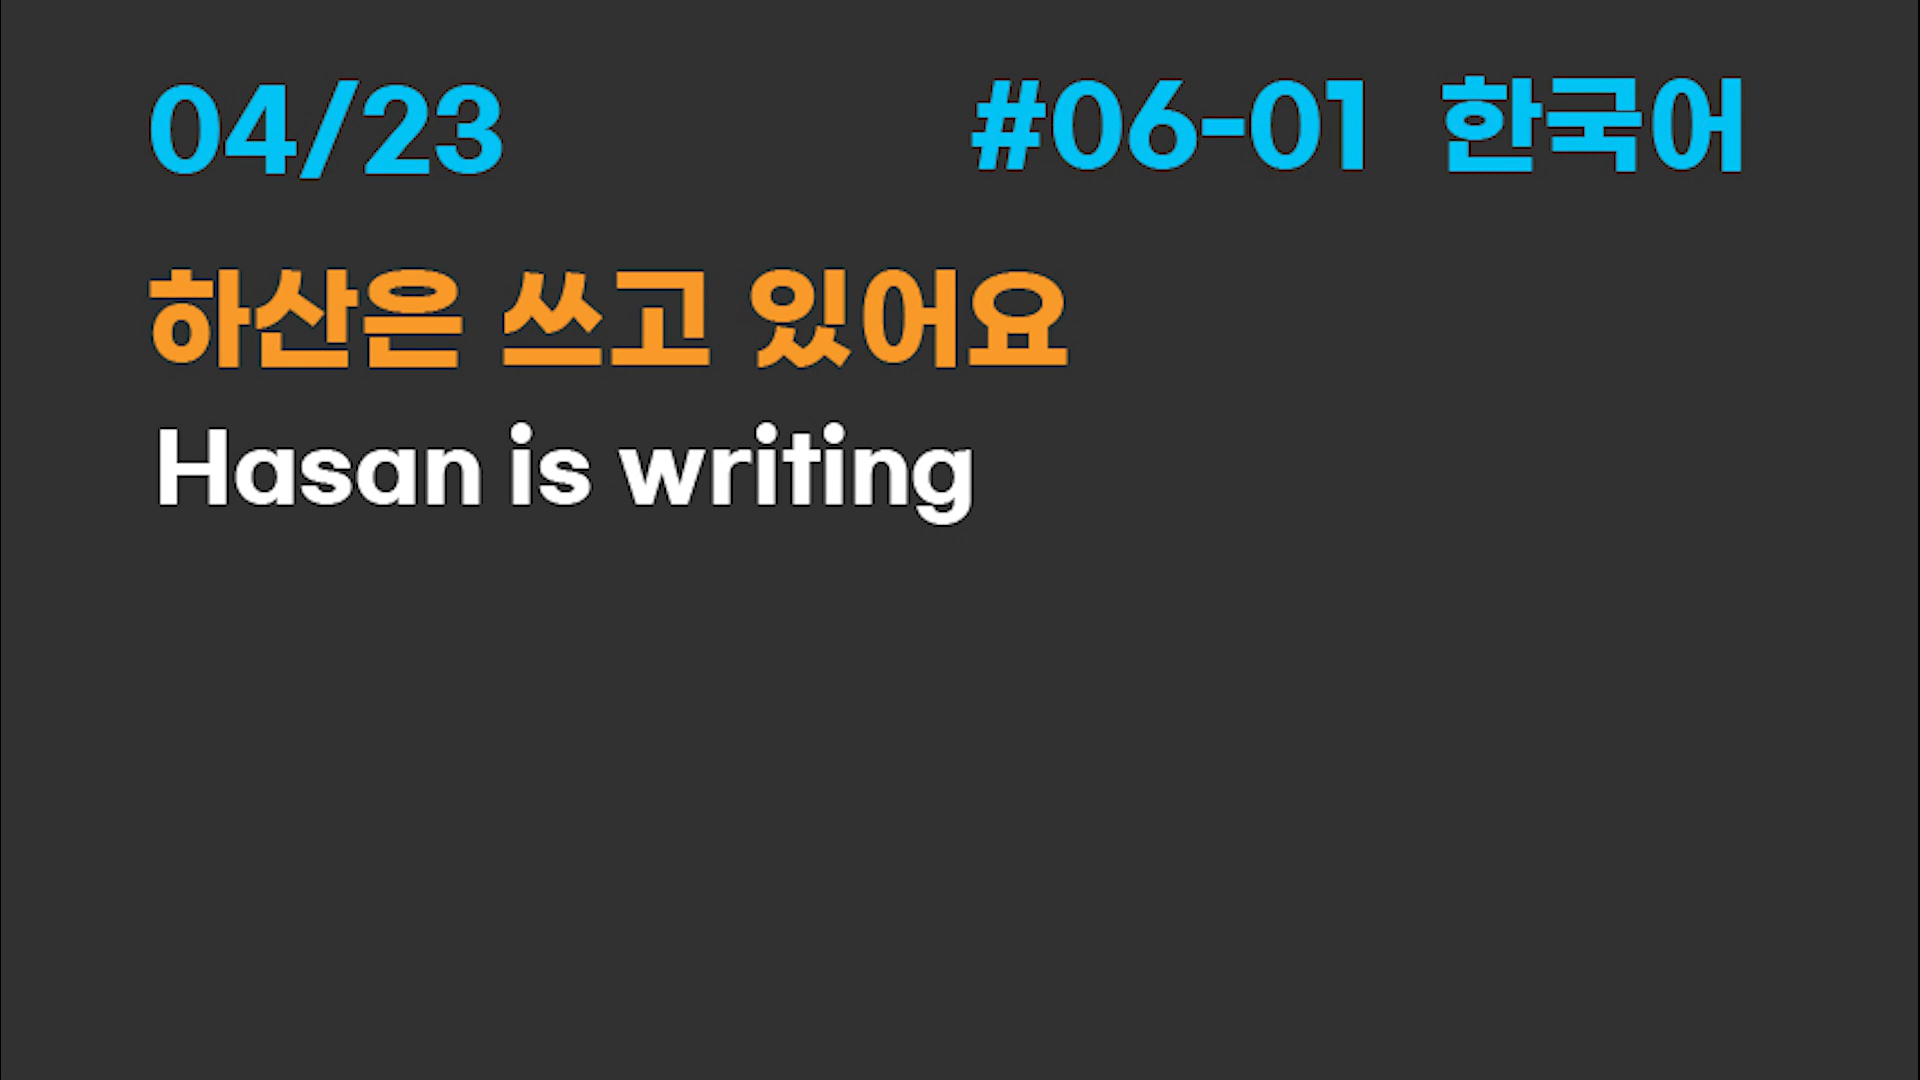 04/23 #06-01 한국어
하산은 쓰고 있어요
Hasan is writing